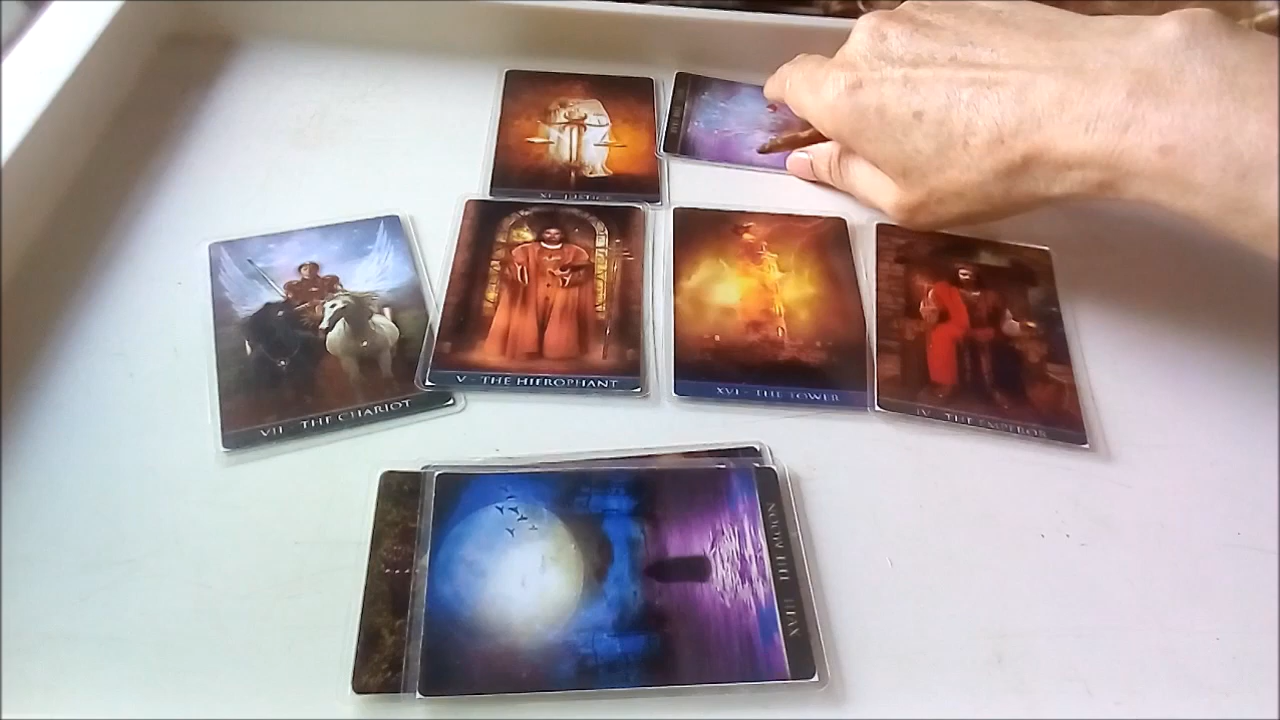 XI - JUSTICE
VII - THE CHARIOT
V - THE HIEROPHANT
XVI - THE TOWER
IV - THE EMPEROR
XVIII - THE MOON